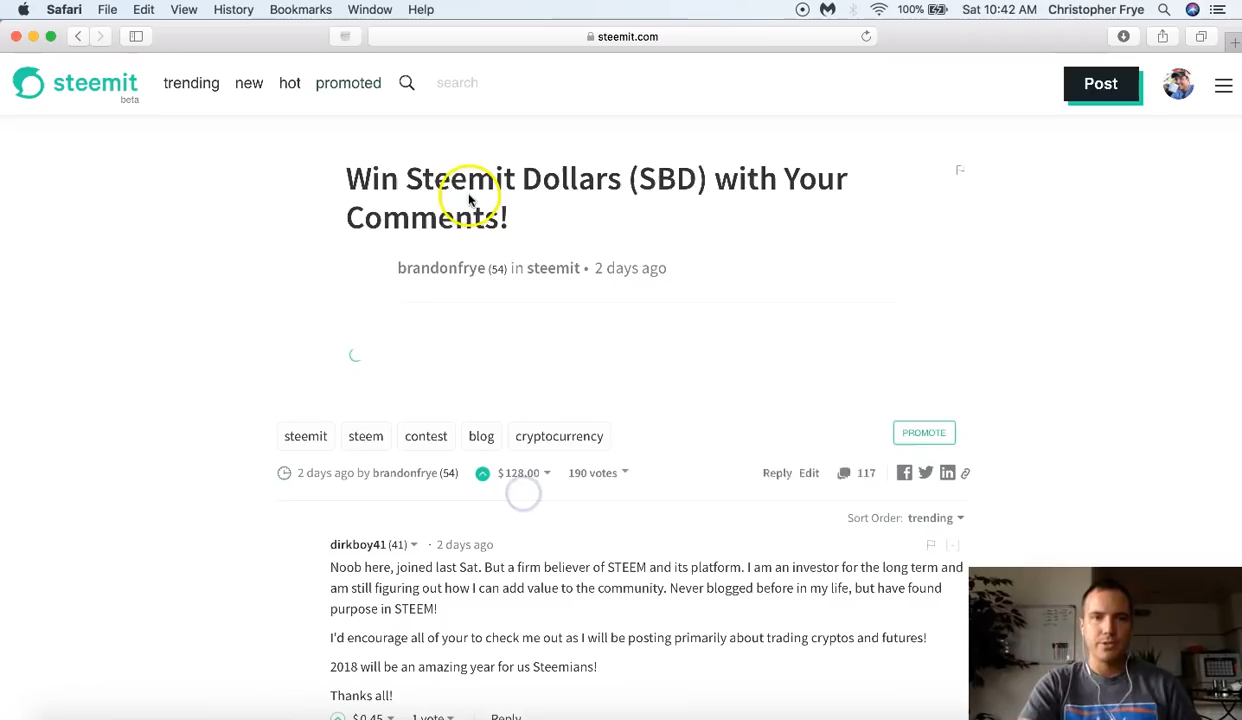 Safari File Edit View History Bookmarks Window Help 100% Sat 10:42 AM Christopher Frye
steemit.com
steemit beta trending new hot promoted search Post
Win Steemit Dollars (SBD) with Your
Comments!
brandonfrye (54) in steemit • 2 days ago
steemit steem contest blog cryptocurrency PROMOTE
2 days ago by brandonfrye (54) $128.00 190 votes Reply Edit 117
Sort Order: trending
dirkboy41 (41) · 2 days ago [-]
Noob here, joined last Sat. But a firm believer of STEEM and its platform. I am an investor for the long term and
am still figuring out how I can add value to the community. Never blogged before in my life, but have found
purpose in STEEM!
I'd encourage all of your to check me out as I will be posting primarily about trading cryptos and futures!
2018 will be an amazing year for us Steemians!
Thanks all!
$0.45 1 vote Reply